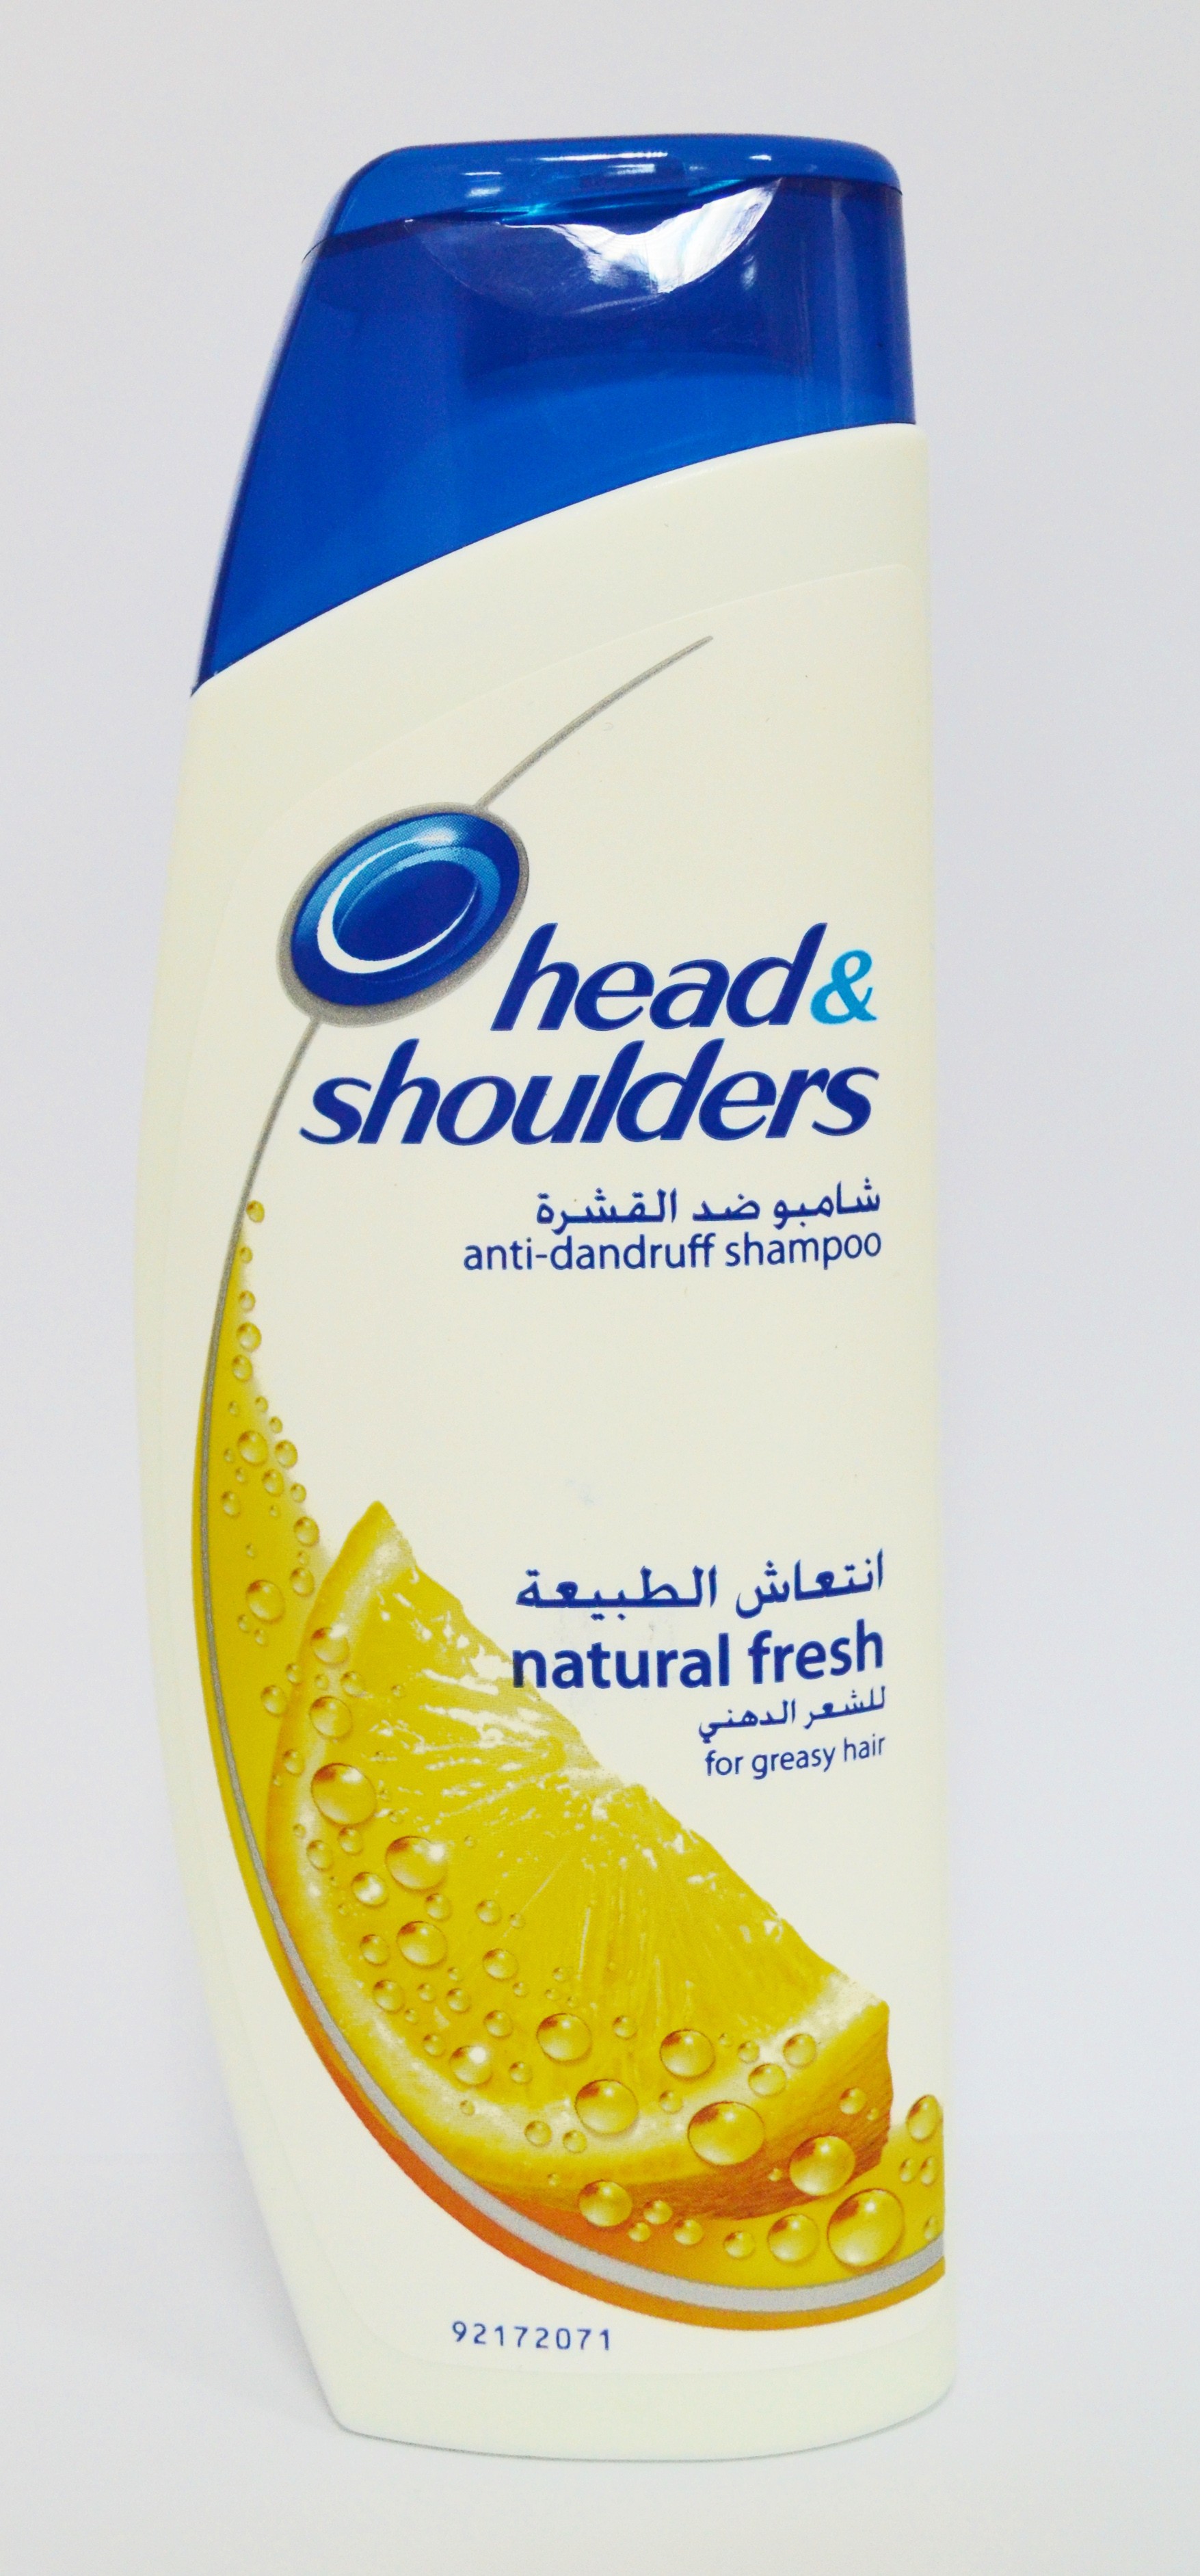 head&
shoulders
شامبو ضد القشرة
anti-dandruff shampoo
انتعاش الطبيعة
natural fresh
للشعر الدهني
for greasy hair
92172071